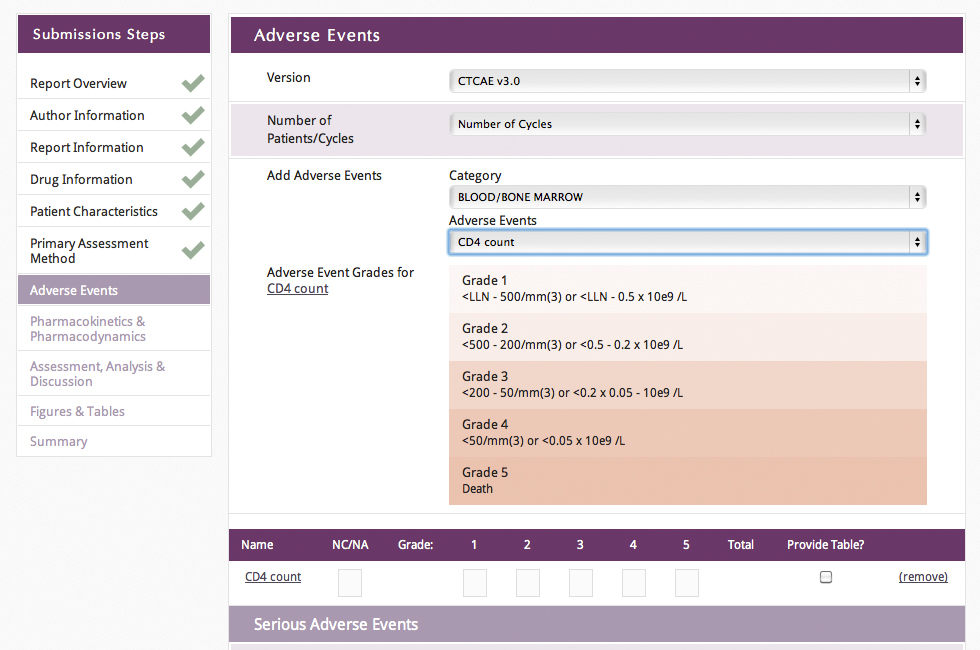 Submissions Steps
Report Overview
Author Information
Report Information
Drug Information
Patient Characteristics
Primary Assessment
Method
Adverse Events
Pharmacokinetics &
Pharmacodynamics
Assessment, Analysis &
Discussion
Figures & Tables
Summary
Adverse Events
Version
CTCAE v3.0
Number of
Patients/Cycles
Number of Cycles
Add Adverse Events
Category
BLOOD/BONE MARROW
Adverse Events
CD4 count
Adverse Event Grades for
CD4 count
Grade 1
<LLN - 500/mm(3) or <LLN - 0.5 x 10e9 /L
Grade 2
<500 - 200/mm(3) or <0.5 - 0.2 x 10e9 /L
Grade 3
<200 - 50/mm(3) or <0.2 x 0.05 - 10e9 /L
Grade 4
<50/mm(3) or <0.05 x 10e9 /L
Grade 5
Death
Name NC/NA Grade: 1 2 3 4 5 Total Provide Table?
CD4 count (remove)
Serious Adverse Events